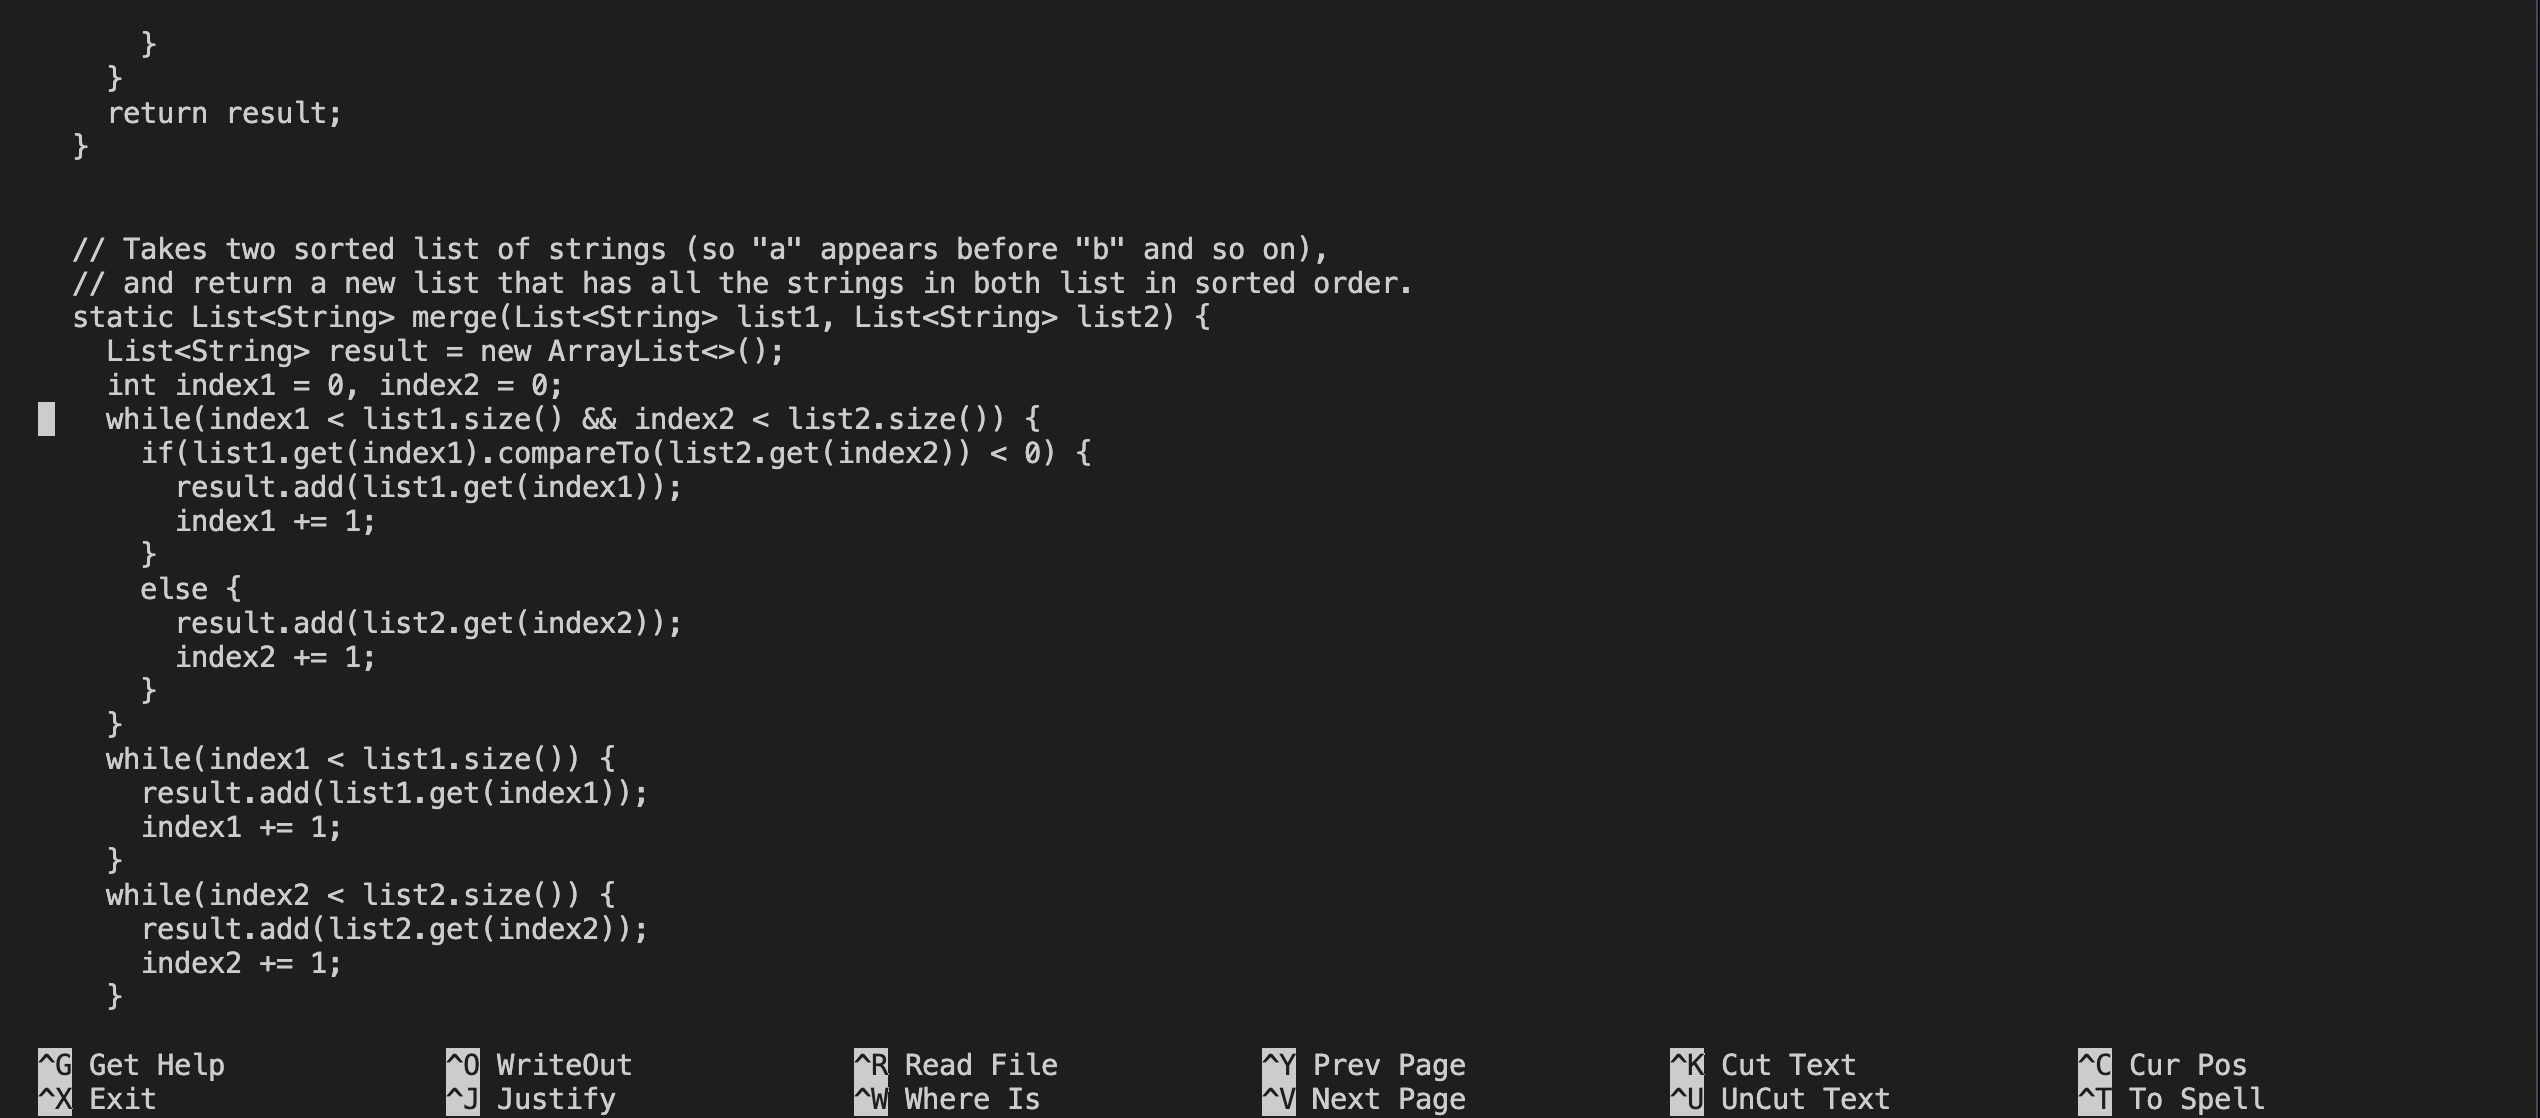 }
    }
    return result;
  }

  // Takes two sorted list of strings (so "a" appears before "b" and so on),
  // and return a new list that has all the strings in both list in sorted order.
  static List<String> merge(List<String> list1, List<String> list2) {
    List<String> result = new ArrayList<>();
    int index1 = 0, index2 = 0;
    while(index1 < list1.size() && index2 < list2.size()) {
      if(list1.get(index1).compareTo(list2.get(index2)) < 0) {
        result.add(list1.get(index1));
        index1 += 1;
      }
      else {
        result.add(list2.get(index2));
        index2 += 1;
      }
    }
    while(index1 < list1.size()) {
      result.add(list1.get(index1));
      index1 += 1;
    }
    while(index2 < list2.size()) {
      result.add(list2.get(index2));
      index2 += 1;
    }
^G Get Help ^O WriteOut ^R Read File ^Y Prev Page ^K Cut Text ^C Cur Pos
^X Exit ^J Justify ^W Where Is ^V Next Page ^U UnCut Text ^T To Spell